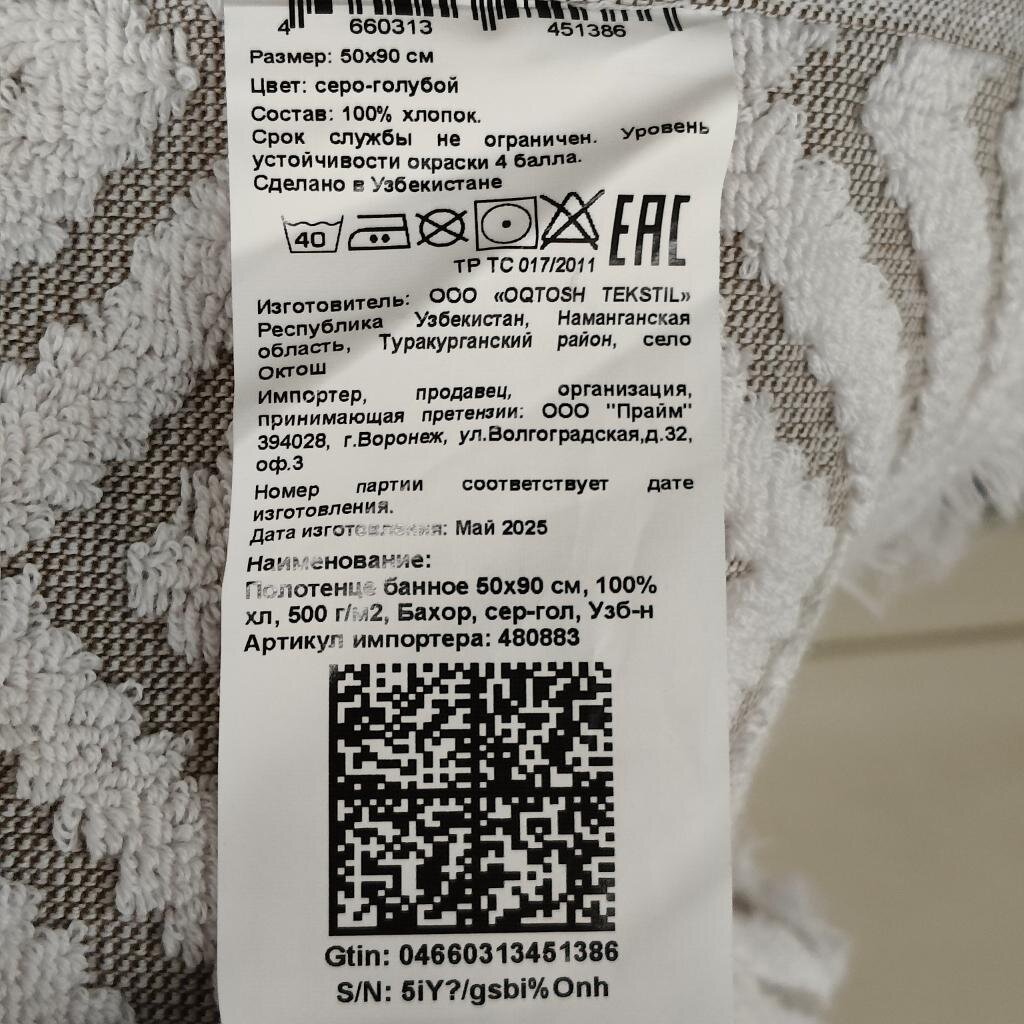 4 660313 451386
Размер: 50х90 см
Цвет: серо-голубой
Состав: 100% хлопок.
Срок службы не ограничен. Уровень
устойчивости окраски 4 балла.
Сделано в Узбекистане
40 EAC
ТР ТС 017/2011
Изготовитель: ООО «OQTOSH TEKSTIL»
Республика Узбекистан, Наманганская
область, Туракурганский район, село
Октош
Импортер, продавец, организация,
принимающая претензии: ООО "Прайм"
394028, г.Воронеж, ул.Волгоградская,д.32,
оф.3
Номер партии соответствует дате
изготовления.
Дата изготовления: Май 2025
Наименование:
Полотенце банное 50х90 см, 100%
хл, 500 г/м2, Бахор, сер-гол, Узб-н
Артикул импортера: 480883
Gtin: 04660313451386
S/N: 5iY?/gsbi%Onh